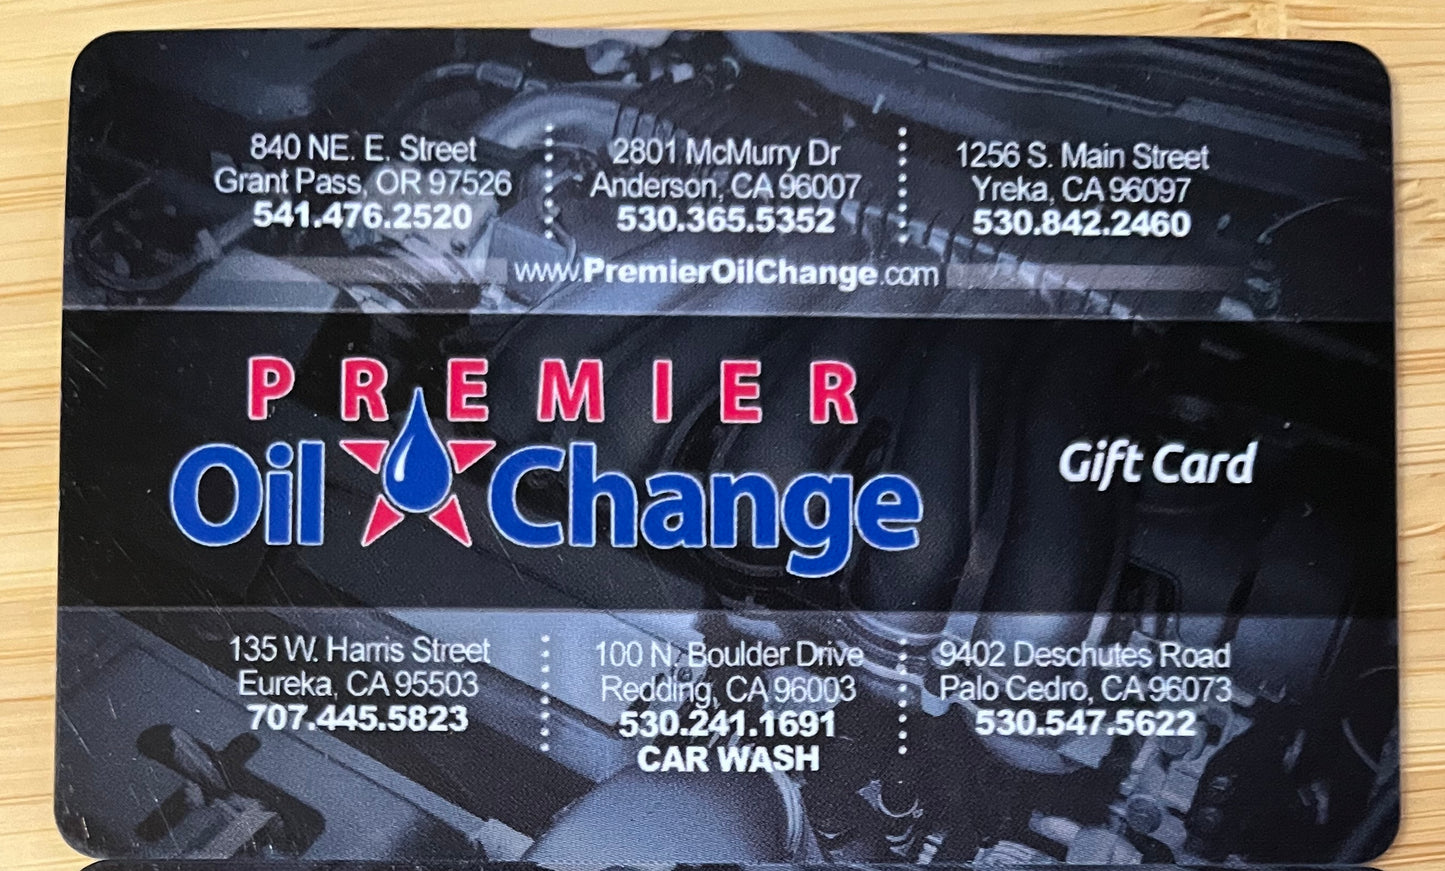 840 NE. E. Street
Grant Pass, OR 97526
541.476.2520
2801 McMurry Dr
Anderson, CA 96007
530.365.5352
1256 S. Main Street
Yreka, CA 96097
530.842.2460
www.PremierOilChange.com
PREMIER
Oil Change
Gift Card
135 W. Harris Street
Eureka, CA 95503
707.445.5823
100 N. Boulder Drive
Redding, CA 96003
530.241.1691
CAR WASH
9402 Deschutes Road
Palo Cedro, CA 96073
530.547.5622